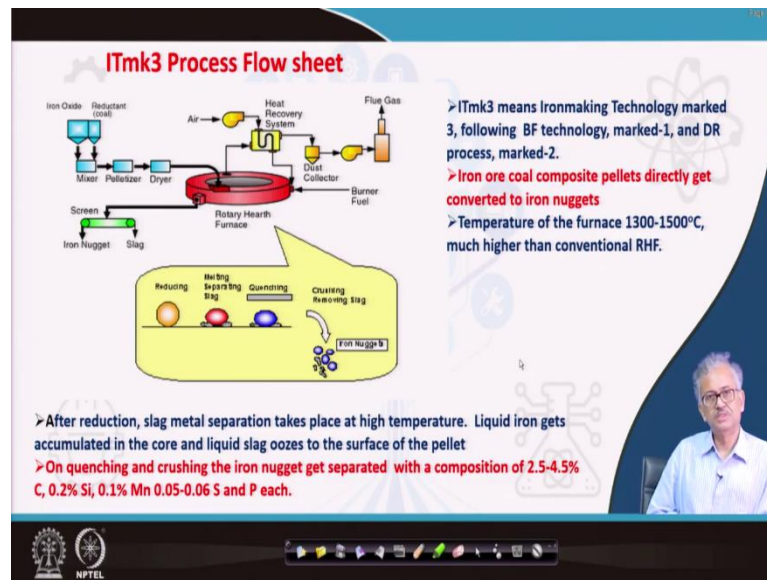 ITmk3 Process Flow sheet
Iron Oxide
Reductant
(coal)
Mixer
Pelletizer
Dryer
Air
Heat
Recovery
System
Flue Gas
Dust
Collector
Burner
Fuel
Rotary Hearth
Furnace
Screen
Iron Nugget
Slag
Reducing
Melting
Separating
Slag
Quenching
Crushing
Removing Slag
Iron Nuggets
➢ITmk3 means Ironmaking Technology marked
3, following BF technology, marked-1, and DR
process, marked-2.
➢Iron ore coal composite pellets directly get
converted to iron nuggets
➢Temperature of the furnace 1300-1500°C,
much higher than conventional RHF.
➢After reduction, slag metal separation takes place at high temperature. Liquid iron gets
accumulated in the core and liquid slag oozes to the surface of the pellet
➢On quenching and crushing the iron nugget get separated with a composition of 2.5-4.5%
C, 0.2% Si, 0.1% Mn 0.05-0.06 S and P each.
NPTEL